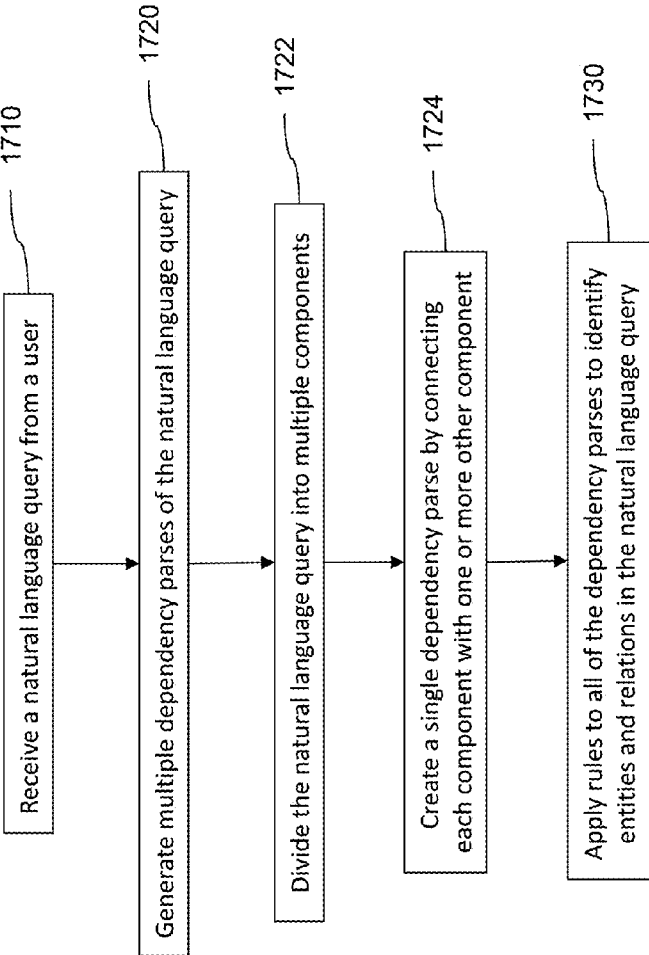 Receive a natural language query from a user
1710
Generate multiple dependency parses of the natural language query
1720
Divide the natural language query into multiple components
1722
Create a single dependency parse by connecting
each component with one or more other component
1724
Apply rules to all of the dependency parses to identify
entities and relations in the natural language query
1730